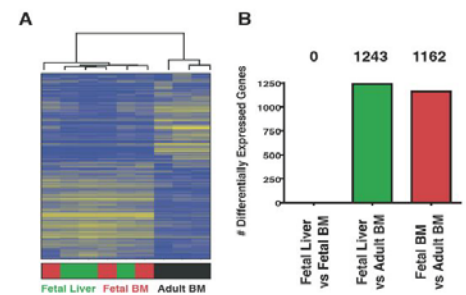 A
Fetal Liver Fetal BM Adult BM
B
0 1243 1162
# Differentially Expressed Genes
1250
1000
750
500
250
0
Fetal Liver
vs Fetal BM
Fetal Liver
vs Adult BM
Fetal BM
vs Adult BM